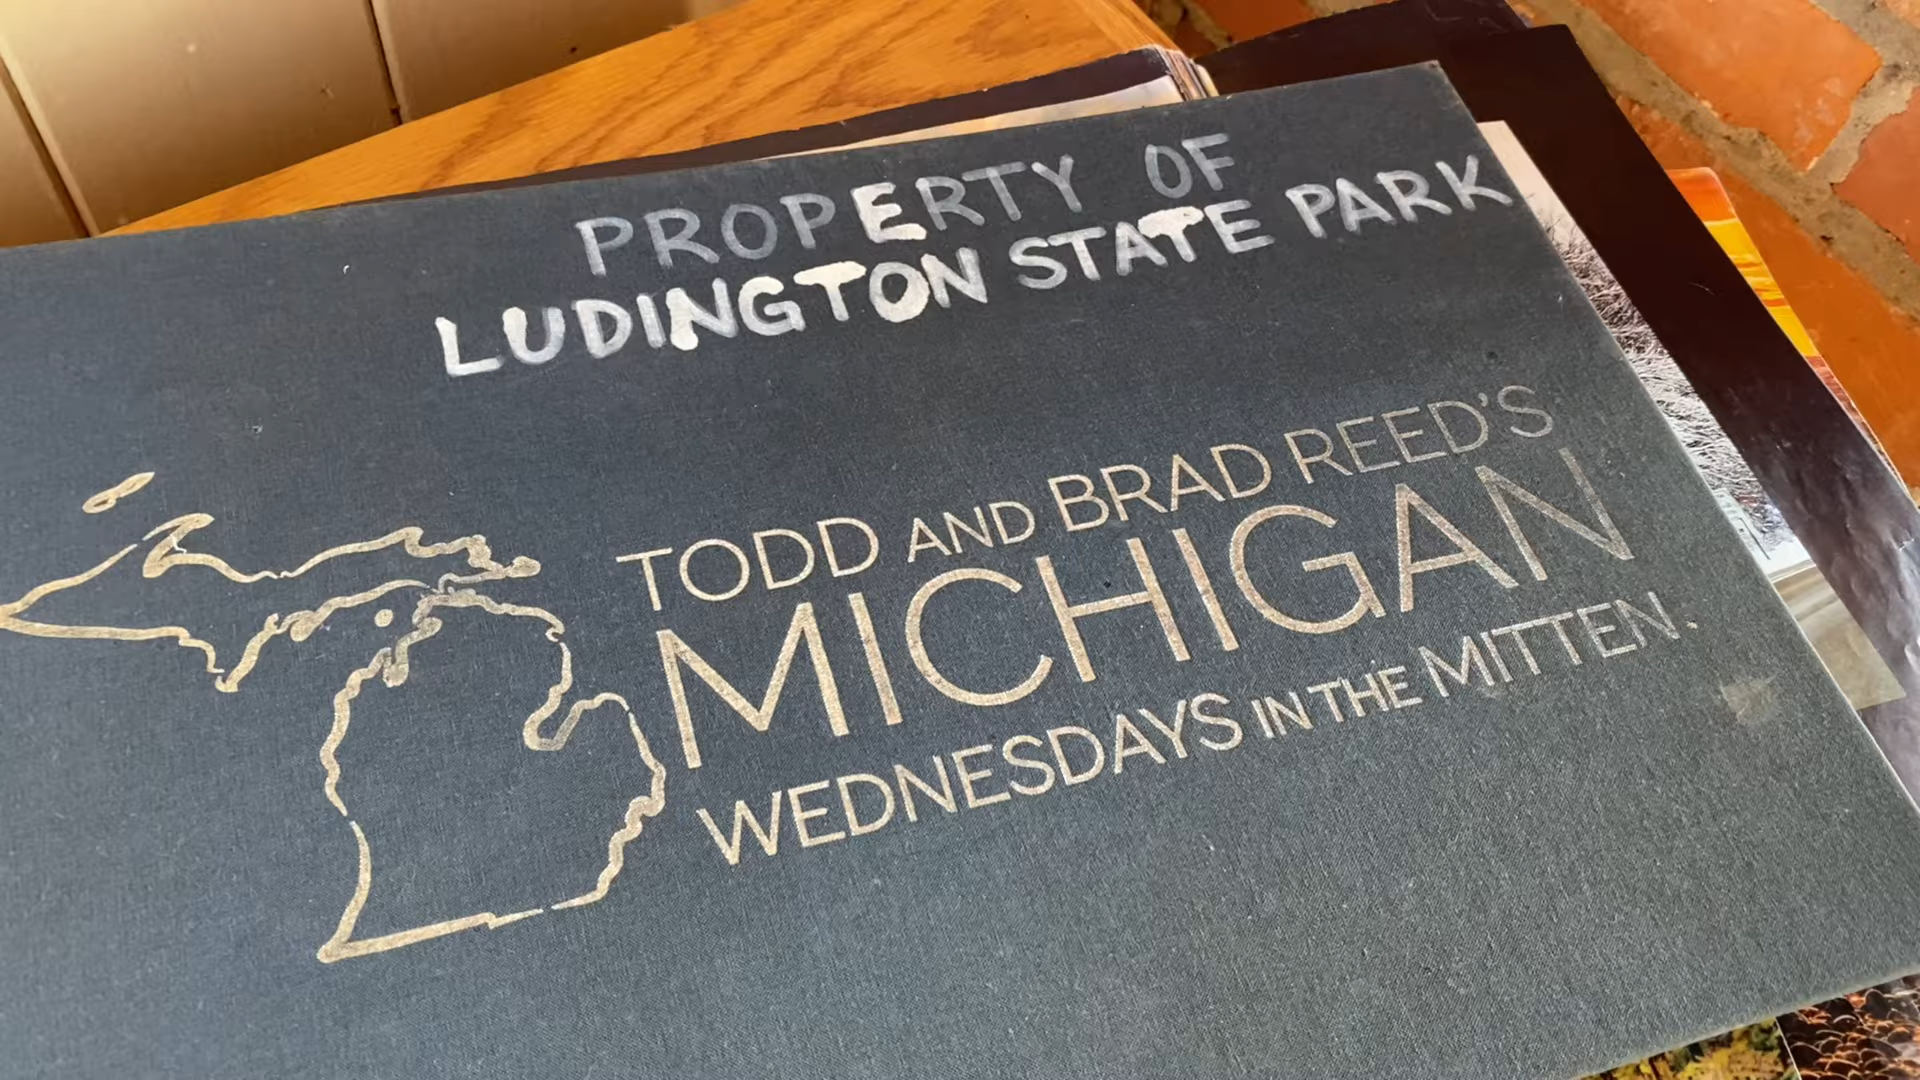 PROPERTY OF
LUDINGTON STATE PARK
TODD AND BRAD REED'S
MICHIGAN
WEDNESDAYS IN THE MITTEN.